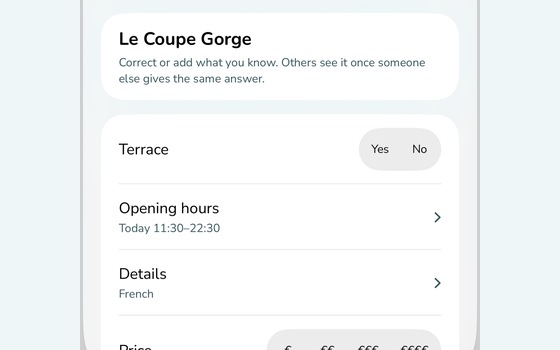 Le Coupe Gorge
Correct or add what you know. Others see it once someone
else gives the same answer.
Terrace
Yes No
Opening hours
Today 11:30–22:30
Details
French
Price
€ €€ €€€ €€€€